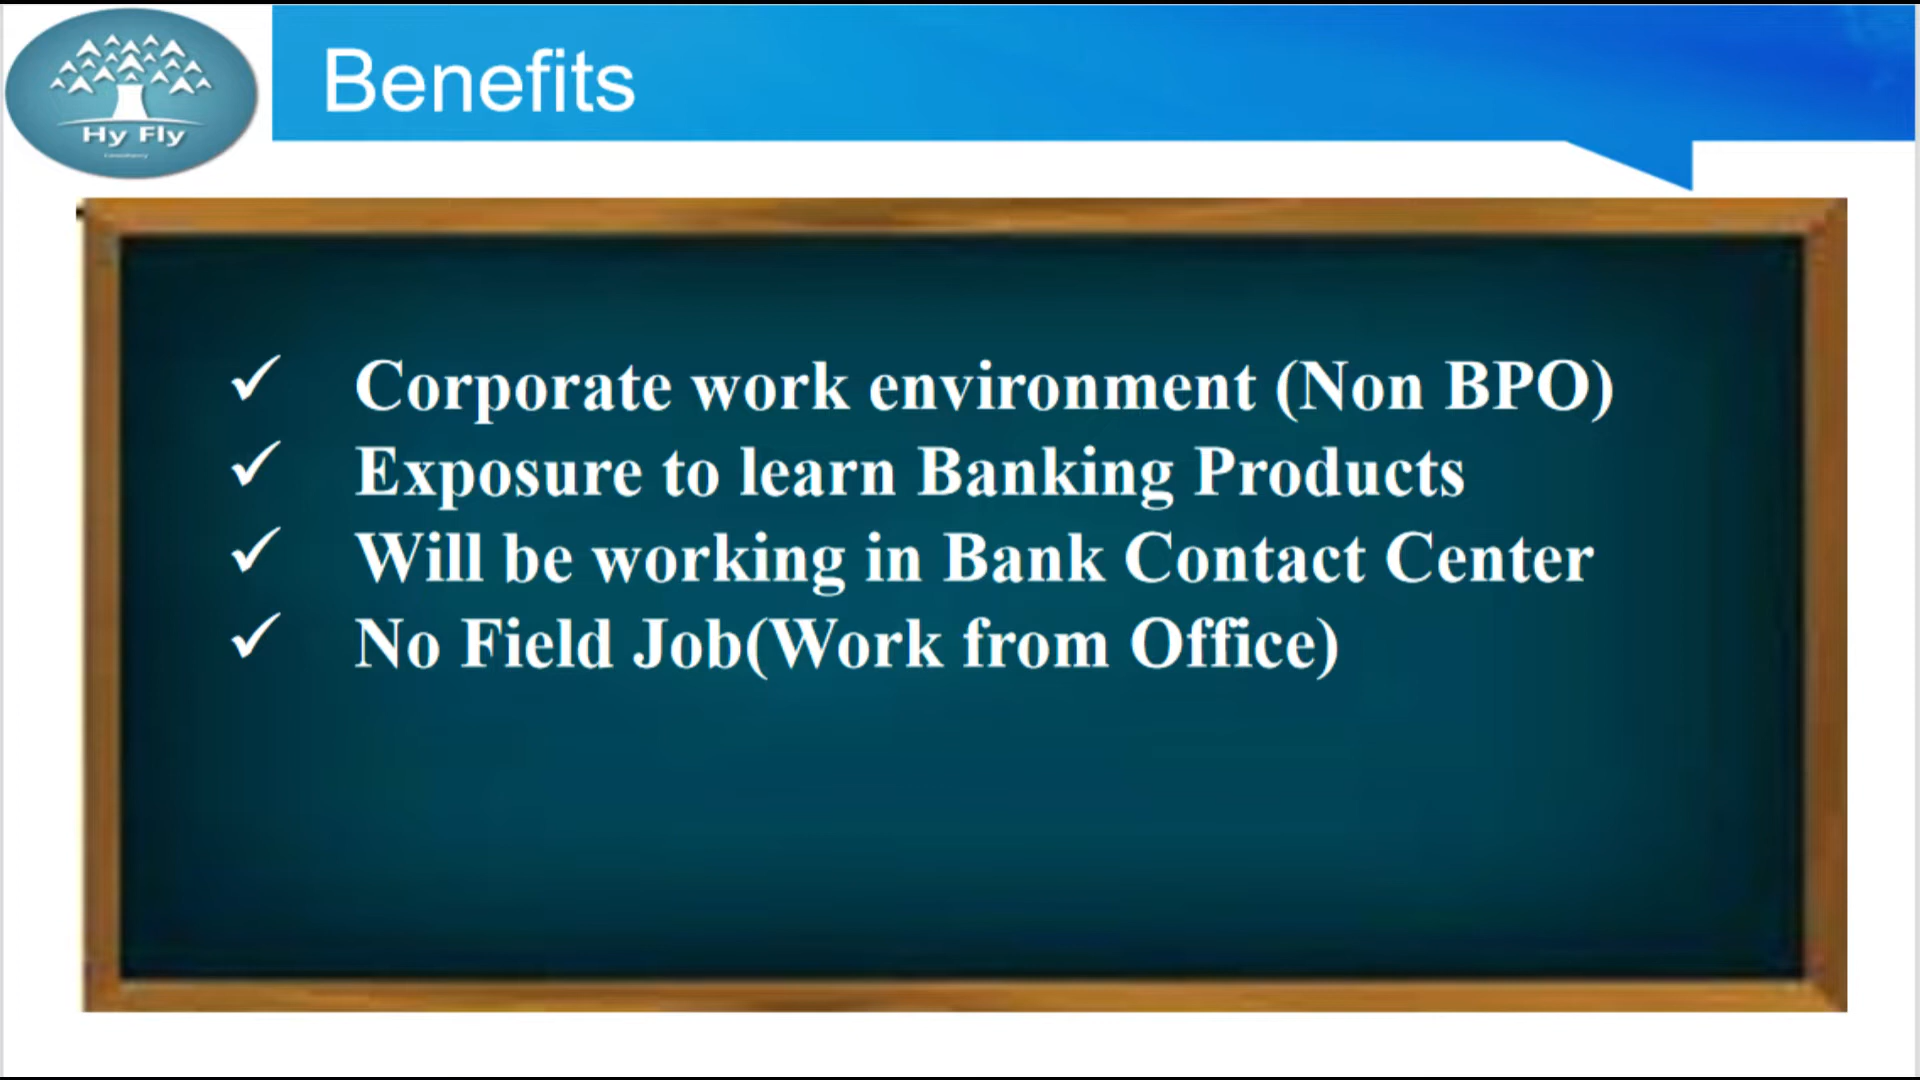 Hy Fly
Consultancy
Benefits
✓ Corporate work environment (Non BPO)
✓ Exposure to learn Banking Products
✓ Will be working in Bank Contact Center
✓ No Field Job(Work from Office)